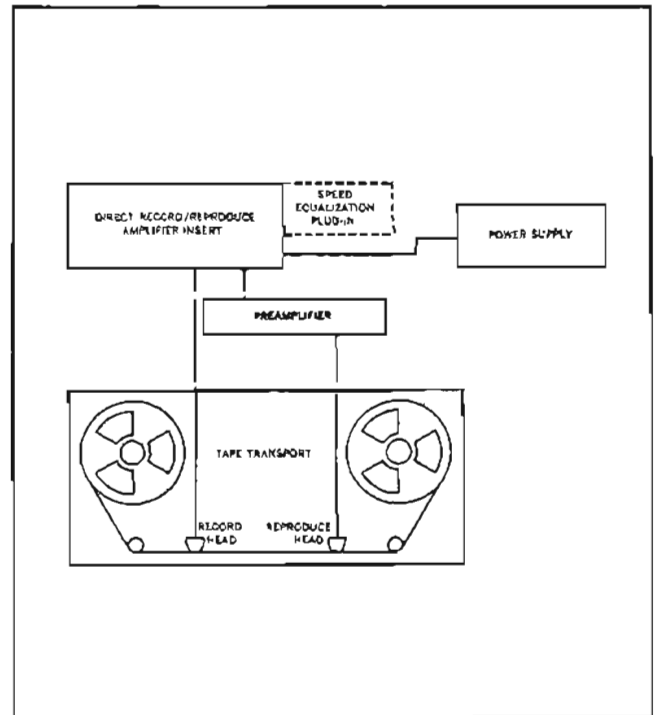 DIRECT RECORD/REPRODUCE
AMPLIFIER INSERT
SPEED
EQUALIZATION
PLUG-IN
POWER SUPPLY
PREAMPLIFIER
TAPE TRANSPORT
RECORD
HEAD
REPRODUCE
HEAD